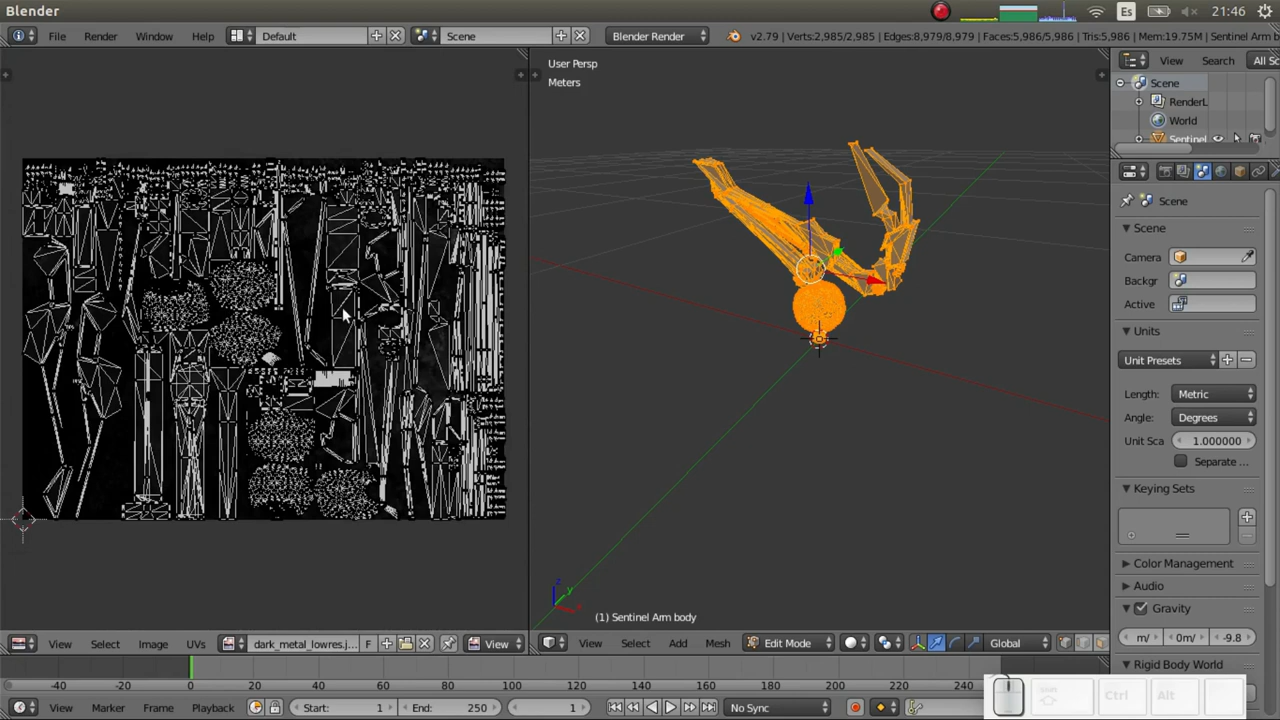 Blender
Es
21:46
File Render Window Help Default Scene Blender Render v2.79 | Verts:2,985/2,985 | Edges:8,979/8,979 | Faces:5,986/5,986 | Tris:5,986 | Mem:19.75M | Sentinel Arm b
User Persp
Meters
View Search All Sc
Scene
RenderL
World
Sentinel
Scene
Scene
Camera
Backgr
Active
Units
Unit Presets
Length: Metric
Angle: Degrees
Unit Sca 1.000000
Separate ...
Keying Sets
Color Management
Audio
Gravity
m/ 0m/ -9.8
Rigid Body World
z
y
x
(1) Sentinel Arm body
View Select Image UVs dark_metal_lowres.j... F View
View Select Add Mesh Edit Mode Global
-40 -20 0 20 40 60 80 100 120 140 160 180 200 220 240
Shift Ctrl Alt
View Marker Frame Playback Start: 1 End: 250 1 No Sync